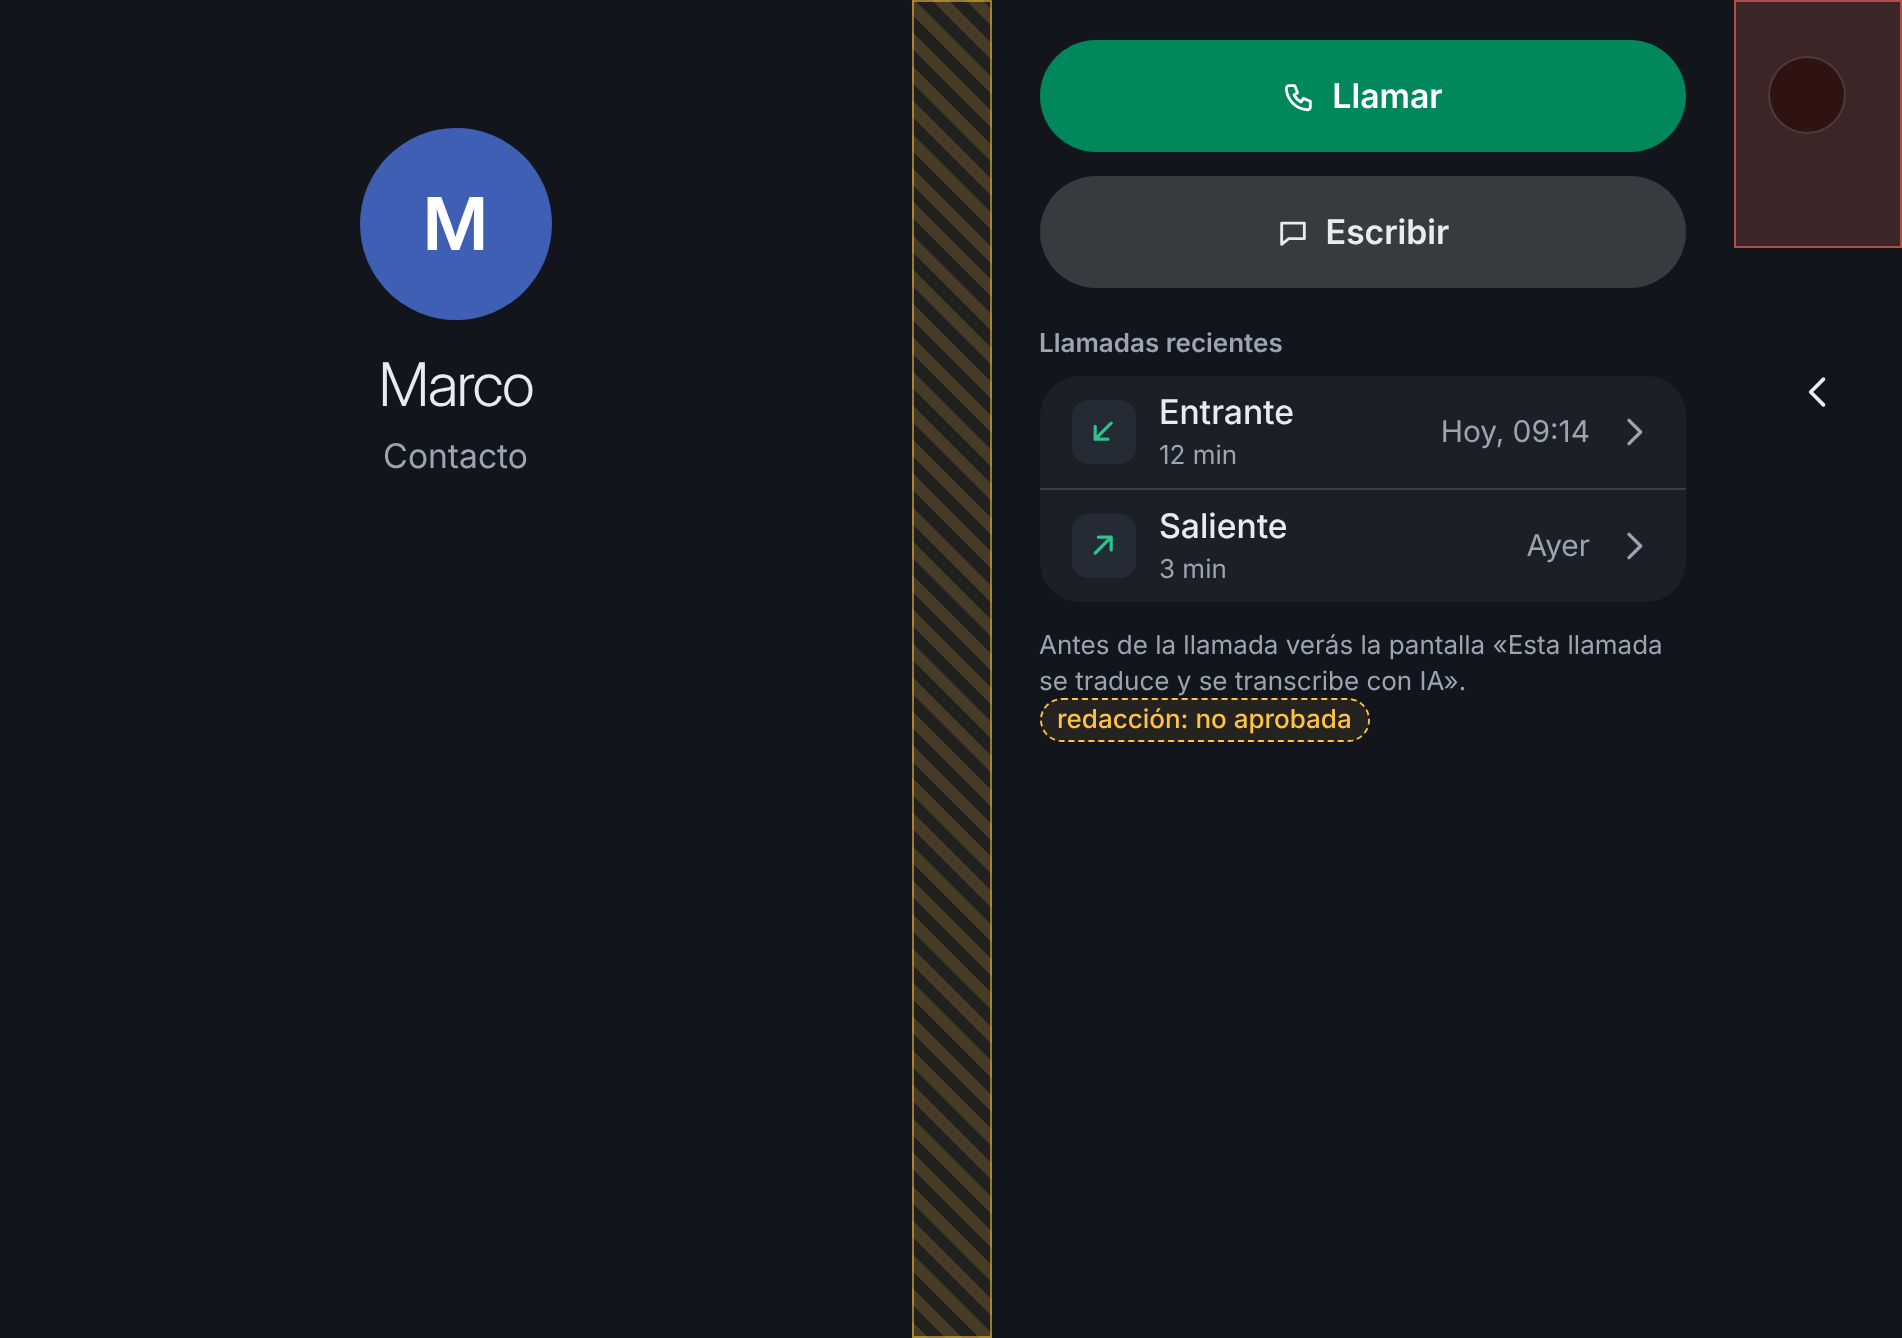 M
Marco
Contacto
Llamar
Escribir
Llamadas recientes
Entrante
12 min
Hoy, 09:14
Saliente
3 min
Ayer
Antes de la llamada verás la pantalla «Esta llamada
se traduce y se transcribe con IA».
redacción: no aprobada